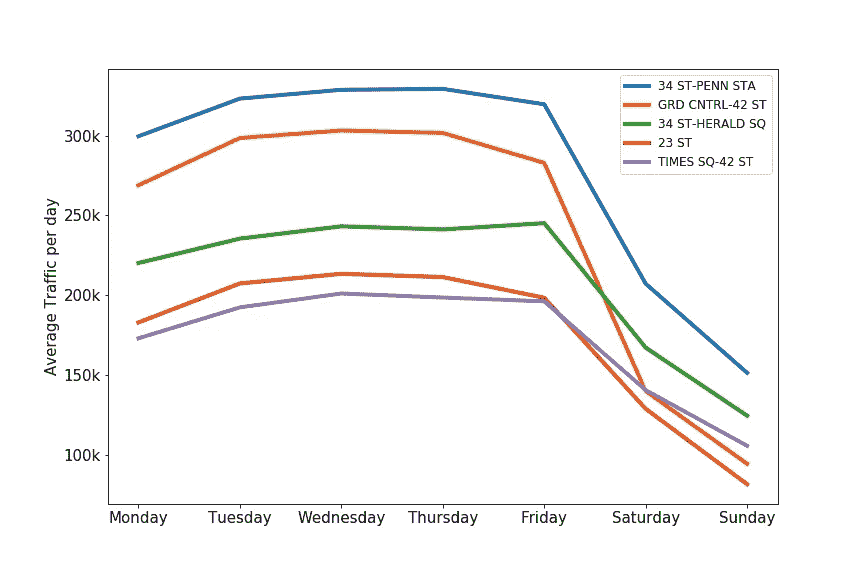 34 ST-PENN STA
GRD CNTRL-42 ST
34 ST-HERALD SQ
23 ST
TIMES SQ-42 ST
Average Traffic per day
300k
250k
200k
150k
100k
Monday Tuesday Wednesday Thursday Friday Saturday Sunday